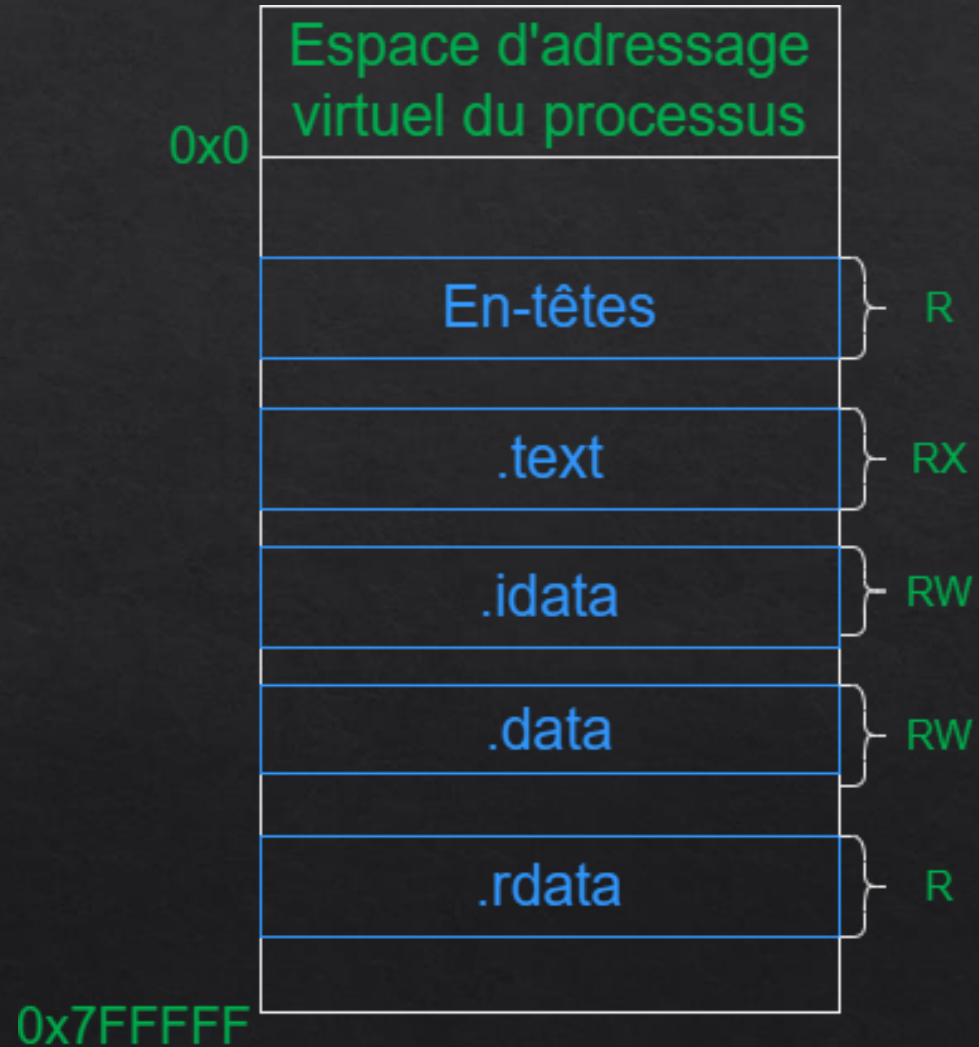 Espace d'adressage
virtuel du processus
0x0
En-têtes
R
.text
RX
.idata
RW
.data
RW
.rdata
R
0x7FFFFF